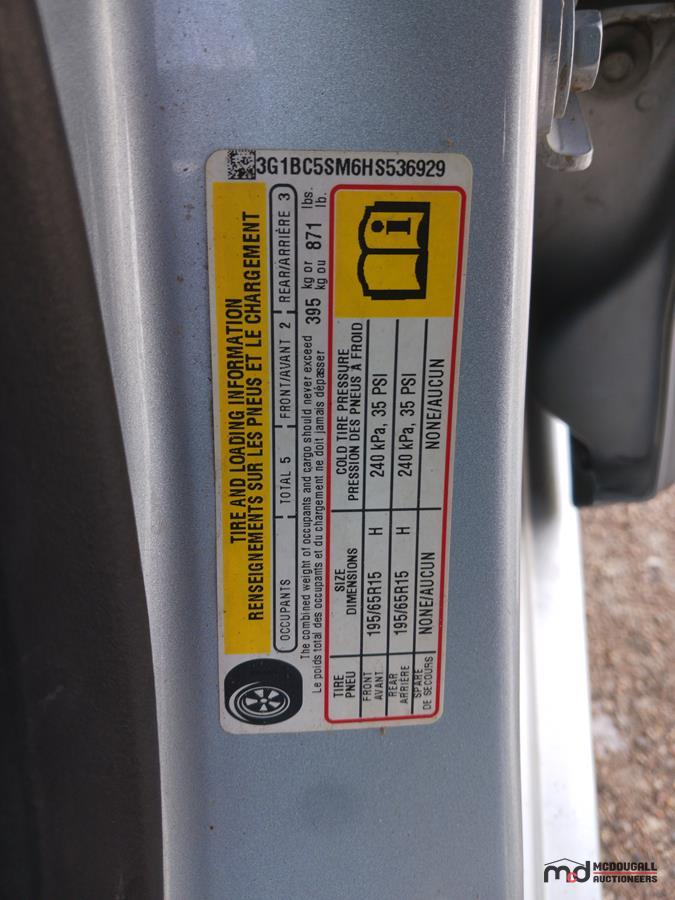 3G1BC5SM6HS536929
TIRE AND LOADING INFORMATION
RENSEIGNEMENTS SUR LES PNEUS ET LE CHARGEMENT
OCCUPANTS TOTAL 5 FRONT/AVANT 2 REAR/ARRIÈRE 3
The combined weight of occupants and cargo should never exceed 395 kg or 871 lbs.
Le poids total des occupants et du chargement ne doit jamais dépasser kg ou lb.
TIRE SIZE COLD TIRE PRESSURE
PNEU DIMENSIONS PRESSION DES PNEUS À FROID
FRONT
AVANT 195/65R15 H 240 kPa, 35 PSI
REAR
ARRIÈRE 195/65R15 H 240 kPa, 35 PSI
SPARE
DE SECOURS NONE/AUCUN NONE/AUCUN
md MCDOUGALL
AUCTIONEERS